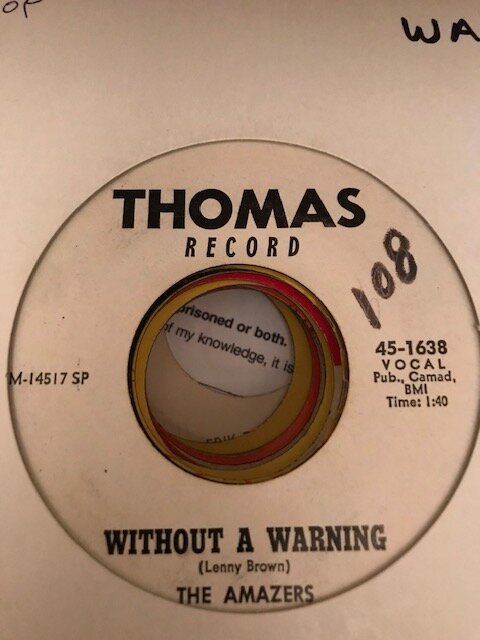 OF
WA
THOMAS
RECORD
108
prisoned or both.
of my knowledge, it is
45-1638
VOCAL
Pub., Camad,
BMI
Time: 1:40
M-14517 SP
WITHOUT A WARNING
(Lenny Brown)
THE AMAZERS